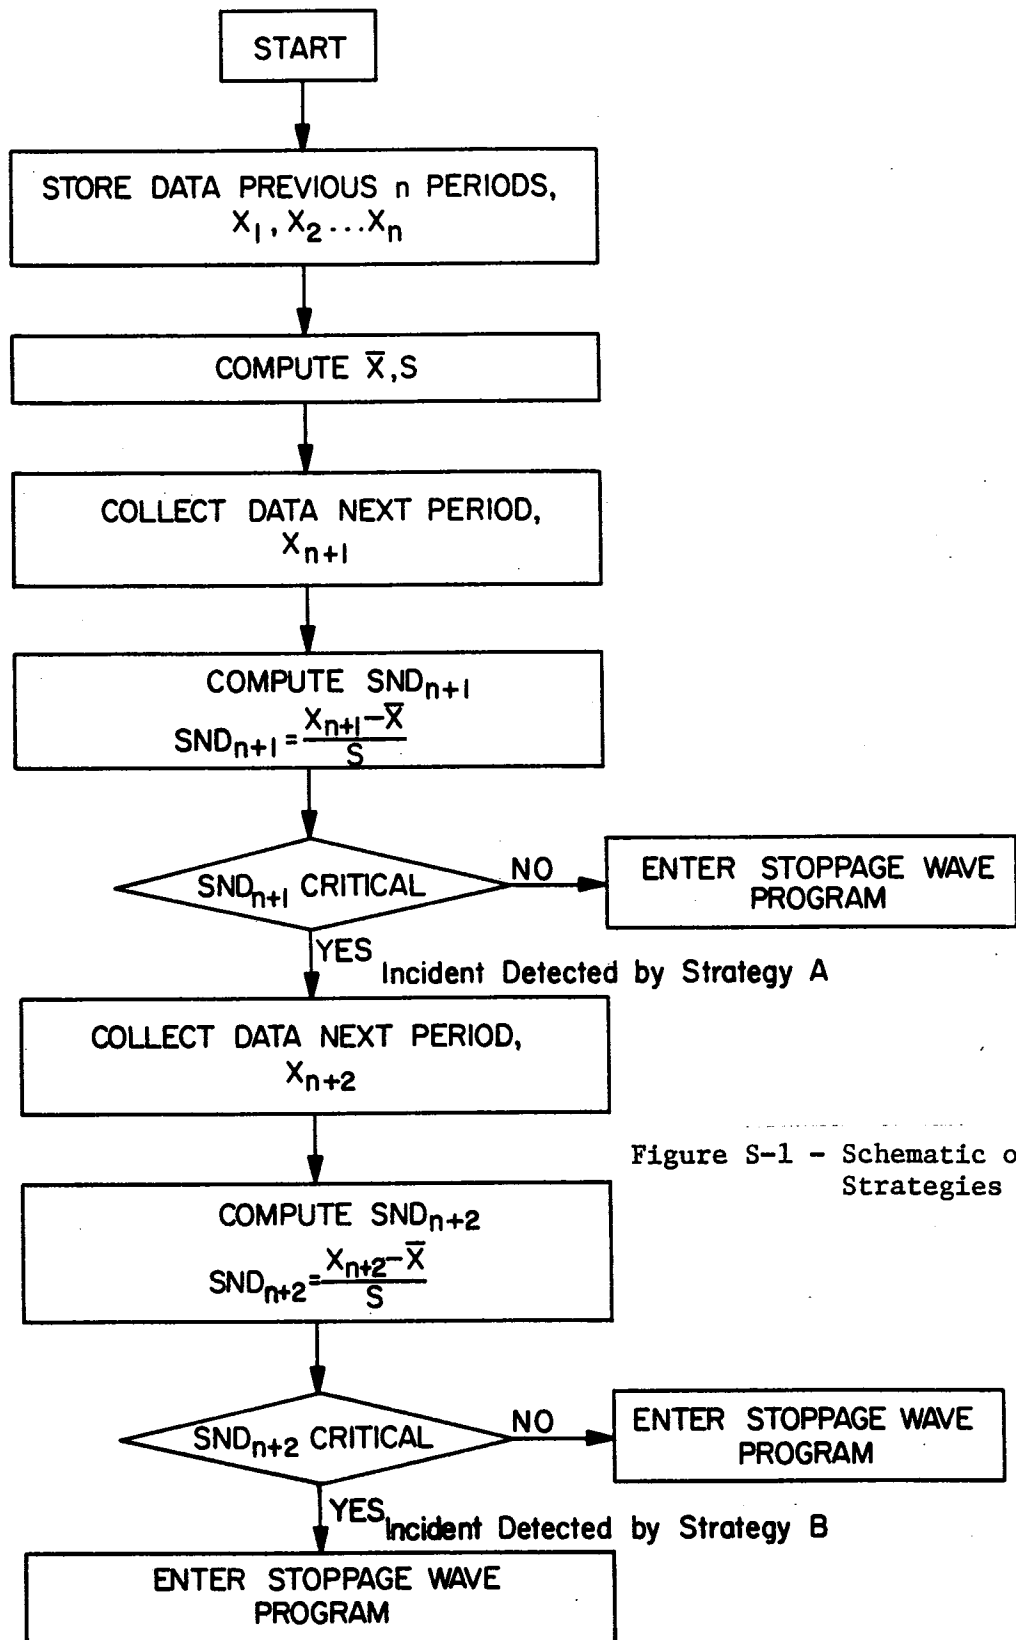 START
STORE DATA PREVIOUS n PERIODS,
X₁, X₂ ...Xₙ
COMPUTE X̅,S
COLLECT DATA NEXT PERIOD,
Xₙ₊₁
COMPUTE SNDₙ₊₁
SNDₙ₊₁ = (Xₙ₊₁ − X̅)/S
SNDₙ₊₁ CRITICAL
NO
ENTER STOPPAGE WAVE
PROGRAM
YES
Incident Detected by Strategy A
COLLECT DATA NEXT PERIOD,
Xₙ₊₂
Figure S-1 - Schematic o
Strategies
COMPUTE SNDₙ₊₂
SNDₙ₊₂ = (Xₙ₊₂ − X̅)/S
SNDₙ₊₂ CRITICAL
NO
ENTER STOPPAGE WAVE
PROGRAM
YES
Incident Detected by Strategy B
ENTER STOPPAGE WAVE
PROGRAM